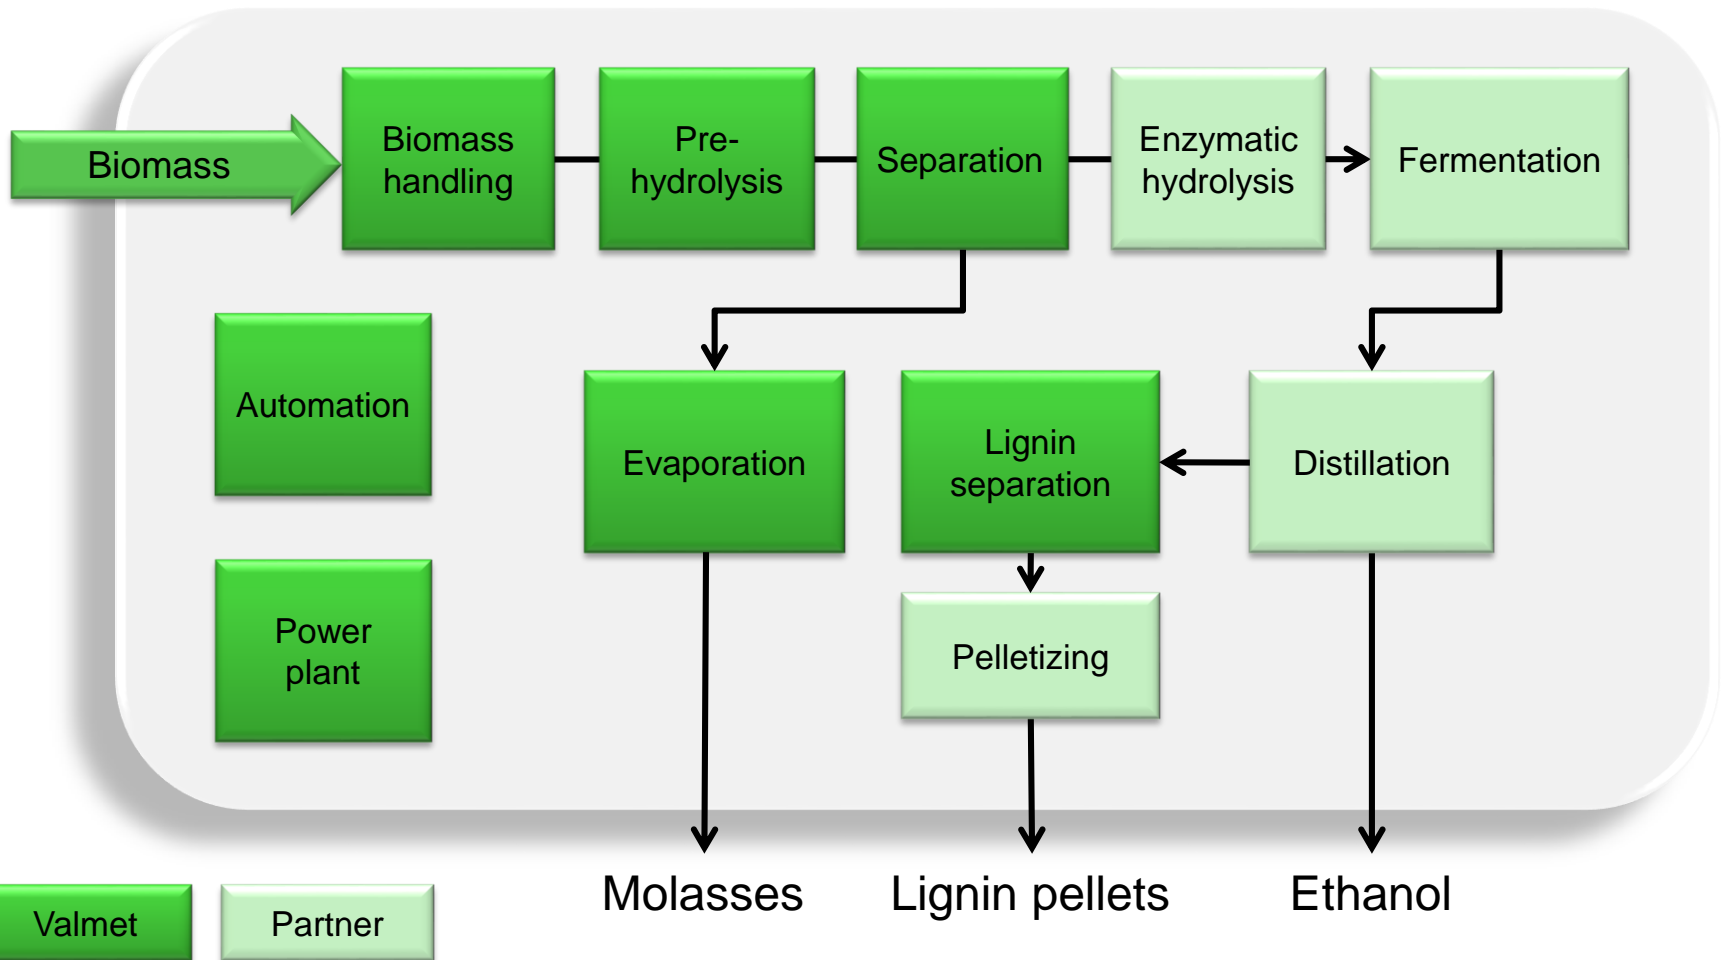 Biomass
Biomass
handling
Pre-
hydrolysis
Separation
Enzymatic
hydrolysis
Fermentation
Automation
Evaporation
Lignin
separation
Distillation
Power
plant
Pelletizing
Molasses
Lignin pellets
Ethanol
Valmet
Partner